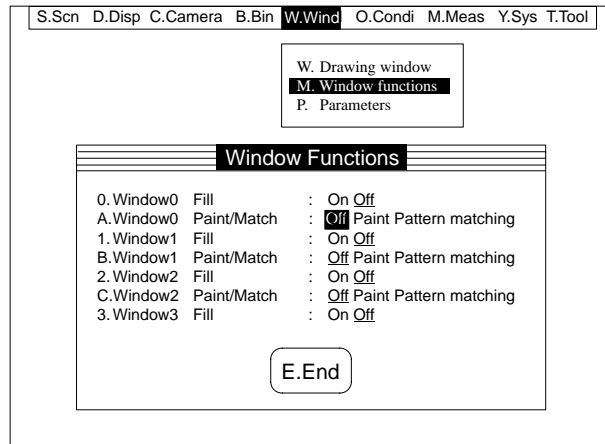 S.Scn D.Disp C.Camera B.Bin W.Wind O.Condi M.Meas Y.Sys T.Tool
W. Drawing window
M. Window functions
P. Parameters
Window Functions
0.Window0 Fill : On Off
A.Window0 Paint/Match : Off Paint Pattern matching
1.Window1 Fill : On Off
B.Window1 Paint/Match : Off Paint Pattern matching
2.Window2 Fill : On Off
C.Window2 Paint/Match : Off Paint Pattern matching
3.Window3 Fill : On Off
E.End